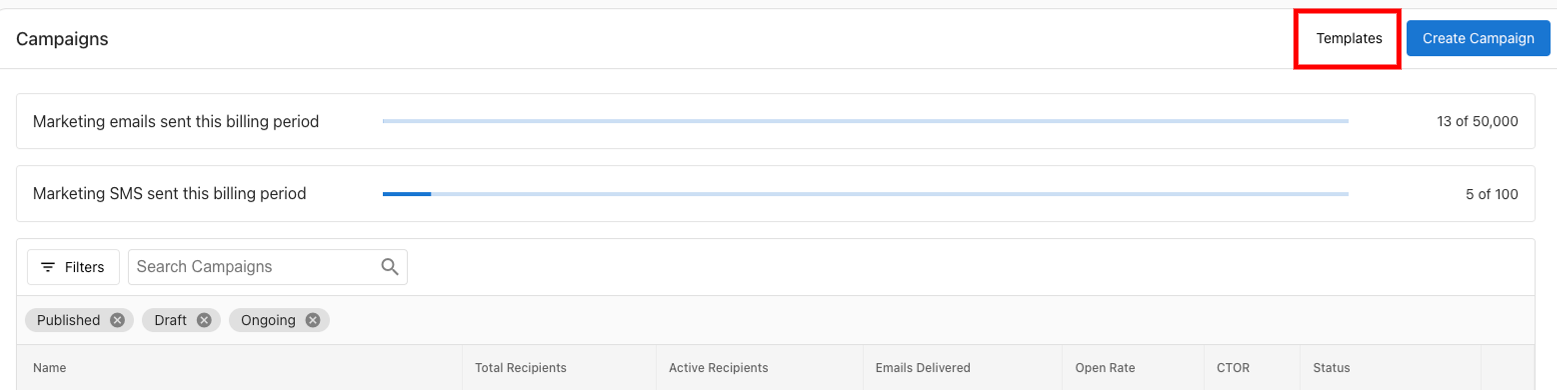 Campaigns
Templates
Create Campaign
Marketing emails sent this billing period
13 of 50,000
Marketing SMS sent this billing period
5 of 100
Filters
Search Campaigns
Published
Draft
Ongoing
Name
Total Recipients
Active Recipients
Emails Delivered
Open Rate
CTOR
Status